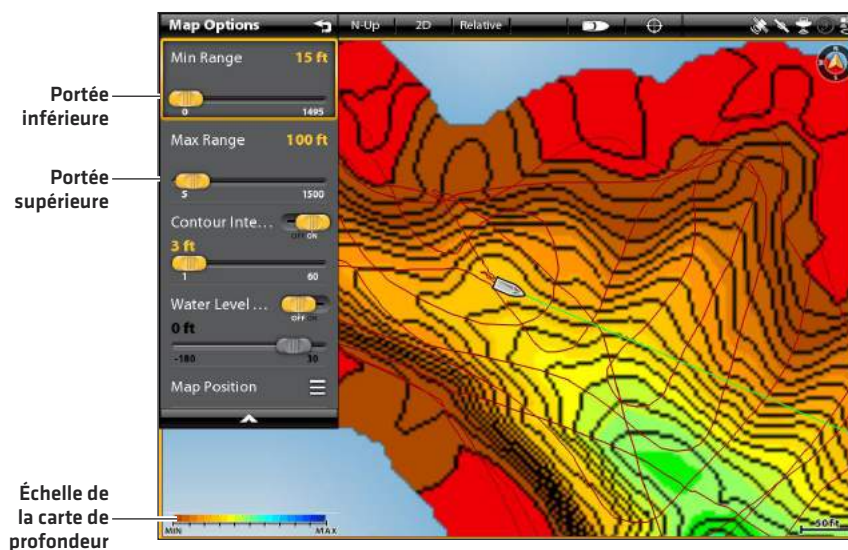 Map Options
N-Up
2D
Relative
Min Range 15 ft
0 1495
Portée
inférieure
Max Range 100 ft
5 1500
Portée
supérieure
Contour Inte...
OFF ON
3 ft
1 60
Water Level ...
OFF ON
0 ft
-180 30
Map Position
Échelle de
la carte de
profondeur
MIN MAX
50ft